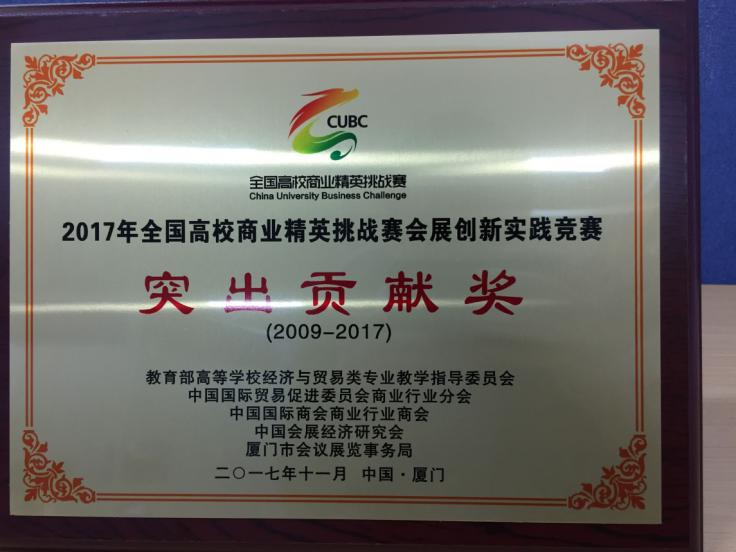 CUBC
全国高校商业精英挑战赛
China University Business Challenge
2017年全国高校商业精英挑战赛会展创新实践竞赛
突出贡献奖
(2009-2017)
教育部高等学校经济与贸易类专业教学指导委员会
中国国际贸易促进委员会商业行业分会
中国国际商会商业行业商会
中国会展经济研究会
厦门市会议展览事务局
二〇一七年十一月 中国·厦门